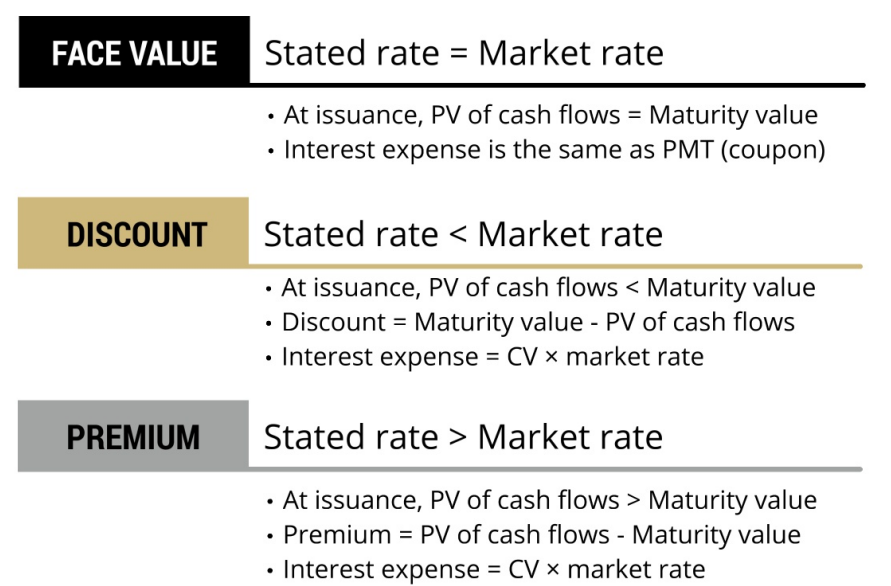 FACE VALUE Stated rate = Market rate
• At issuance, PV of cash flows = Maturity value
• Interest expense is the same as PMT (coupon)
DISCOUNT Stated rate < Market rate
• At issuance, PV of cash flows < Maturity value
• Discount = Maturity value - PV of cash flows
• Interest expense = CV × market rate
PREMIUM Stated rate > Market rate
• At issuance, PV of cash flows > Maturity value
• Premium = PV of cash flows - Maturity value
• Interest expense = CV × market rate